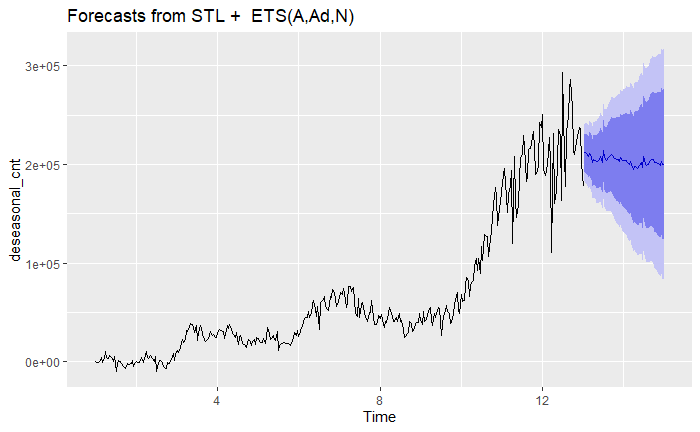 Forecasts from STL +  ETS(A,Ad,N)
3e+05
2e+05
1e+05
0e+00
deseasonal_cnt
4
8
12
Time